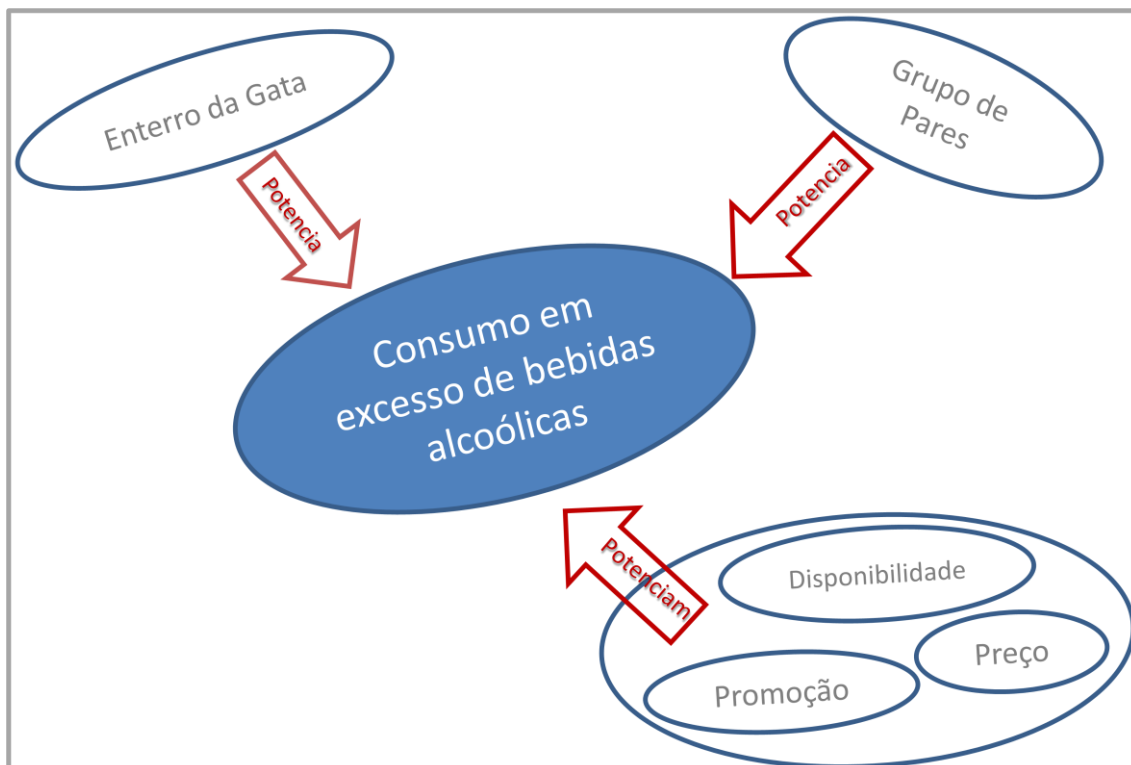 Enterro da Gata
Grupo de
Pares
Potencia
Potencia
Consumo em
excesso de bebidas
alcoólicas
Potenciam
Disponibilidade
Preço
Promoção